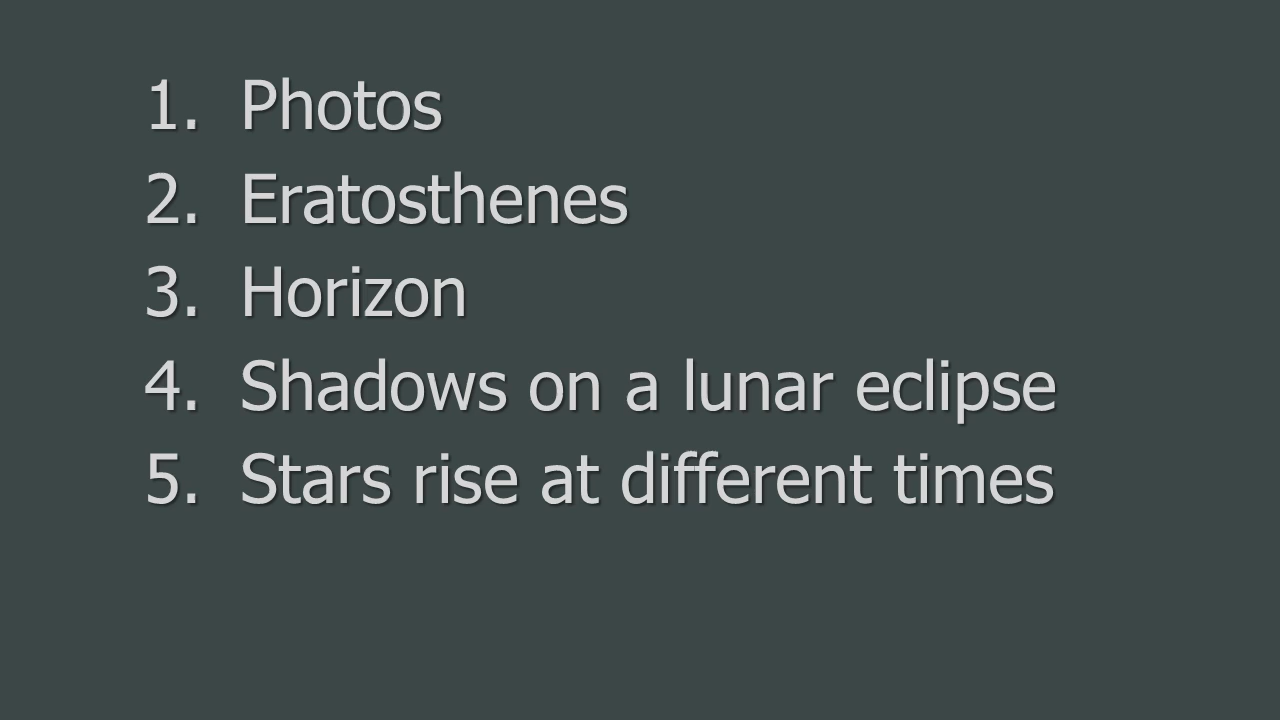 1. Photos
2. Eratosthenes
3. Horizon
4. Shadows on a lunar eclipse
5. Stars rise at different times